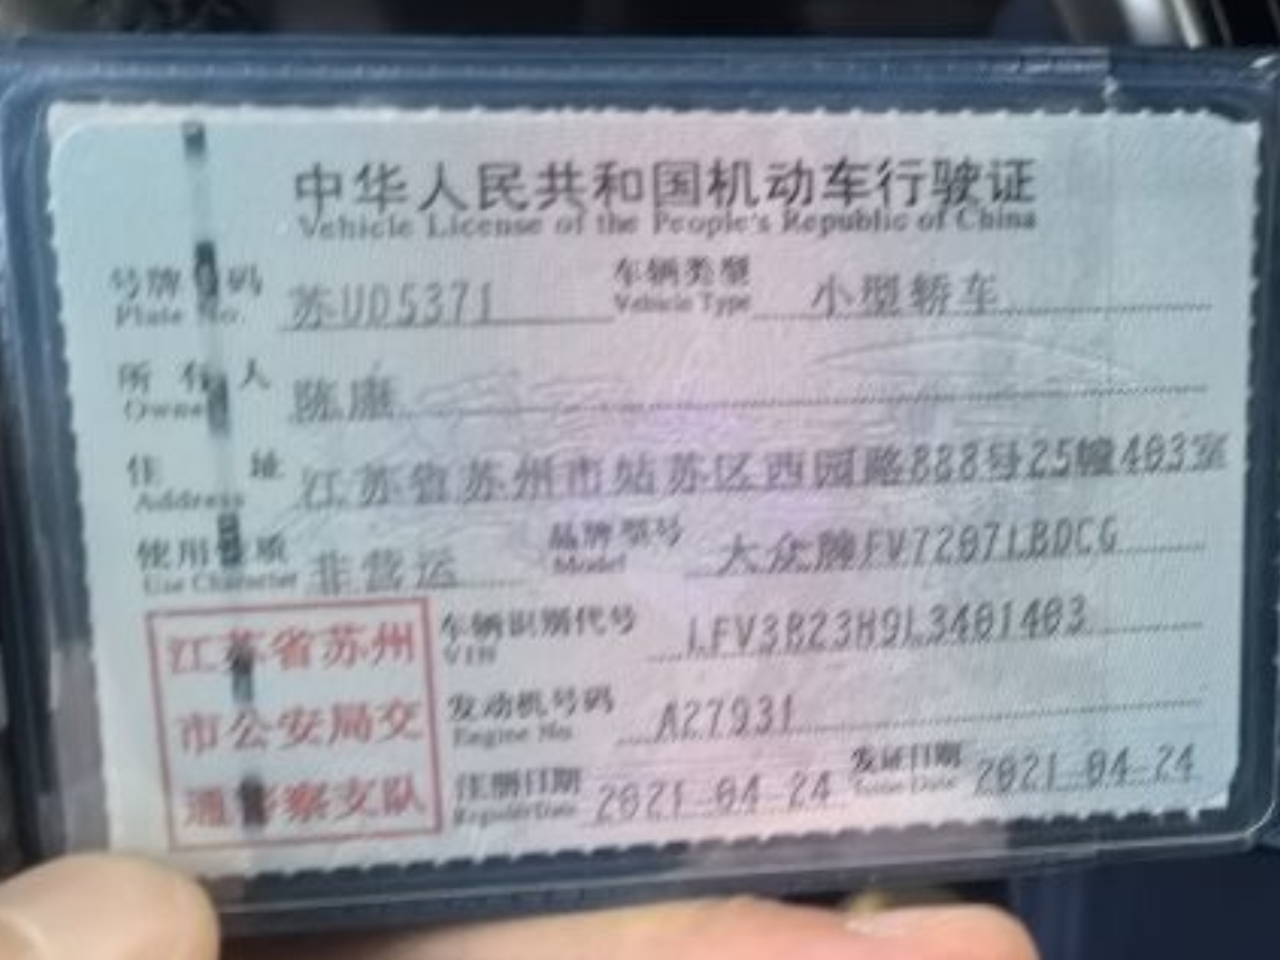 中华人民共和国机动车行驶证
Vehicle License of the People's Republic of China
号牌号码 苏UD5371 车辆类型 小型轿车
Plate No. Vehicle Type
所有人 陈康
Owner
住址 江苏省苏州市姑苏区西园路888号25幢403室
Address
使用性质 非营运 品牌型号 大众牌FV7207LBDCG
Use Character Model
江苏省苏州 车辆识别代号 LFV3B23H9L3401403
VIN
市公安局交 发动机号码 A27931
Engine No.
通警察支队 注册日期 2021-04-24 发证日期 2021-04-24
Register Date Issue Date